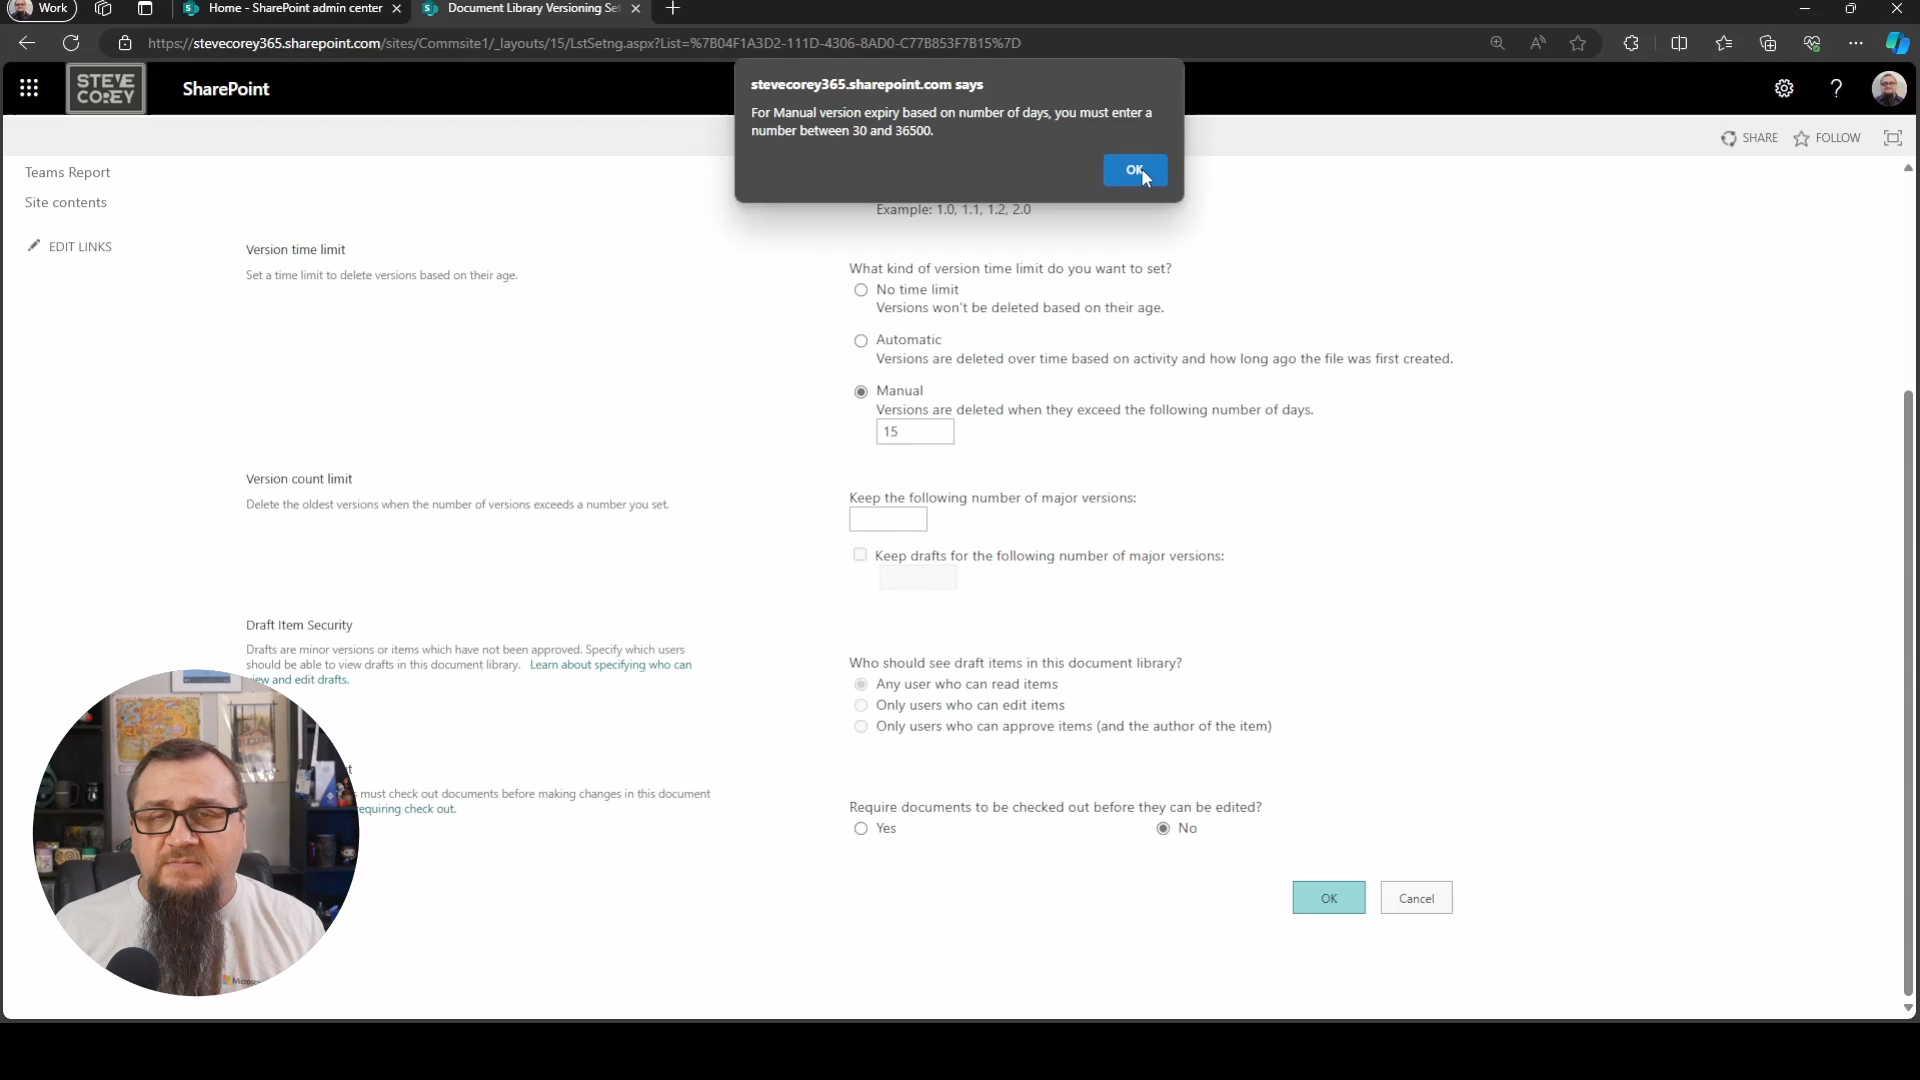 Work
Home - SharePoint admin center
Document Library Versioning Se
https://stevecorey365.sharepoint.com/sites/Commsite1/_layouts/15/LstSetng.aspx?List=%7B04F1A3D2-111D-4306-8AD0-C77B853F7B15%7D
STEVE
COREY
SharePoint
stevecorey365.sharepoint.com says
For Manual version expiry based on number of days, you must enter a
number between 30 and 36500.
OK
SHARE
FOLLOW
Teams Report
Site contents
EDIT LINKS
Example: 1.0, 1.1, 1.2, 2.0
Version time limit
Set a time limit to delete versions based on their age.
What kind of version time limit do you want to set?
No time limit
Versions won't be deleted based on their age.
Automatic
Versions are deleted over time based on activity and how long ago the file was first created.
Manual
Versions are deleted when they exceed the following number of days.
15
Version count limit
Delete the oldest versions when the number of versions exceeds a number you set.
Keep the following number of major versions:
Keep drafts for the following number of major versions:
Draft Item Security
Drafts are minor versions or items which have not been approved. Specify which users
should be able to view drafts in this document library. Learn about specifying who can
view and edit drafts.
Who should see draft items in this document library?
Any user who can read items
Only users who can edit items
Only users who can approve items (and the author of the item)
must check out documents before making changes in this document
requiring check out.
Require documents to be checked out before they can be edited?
Yes
No
OK
Cancel